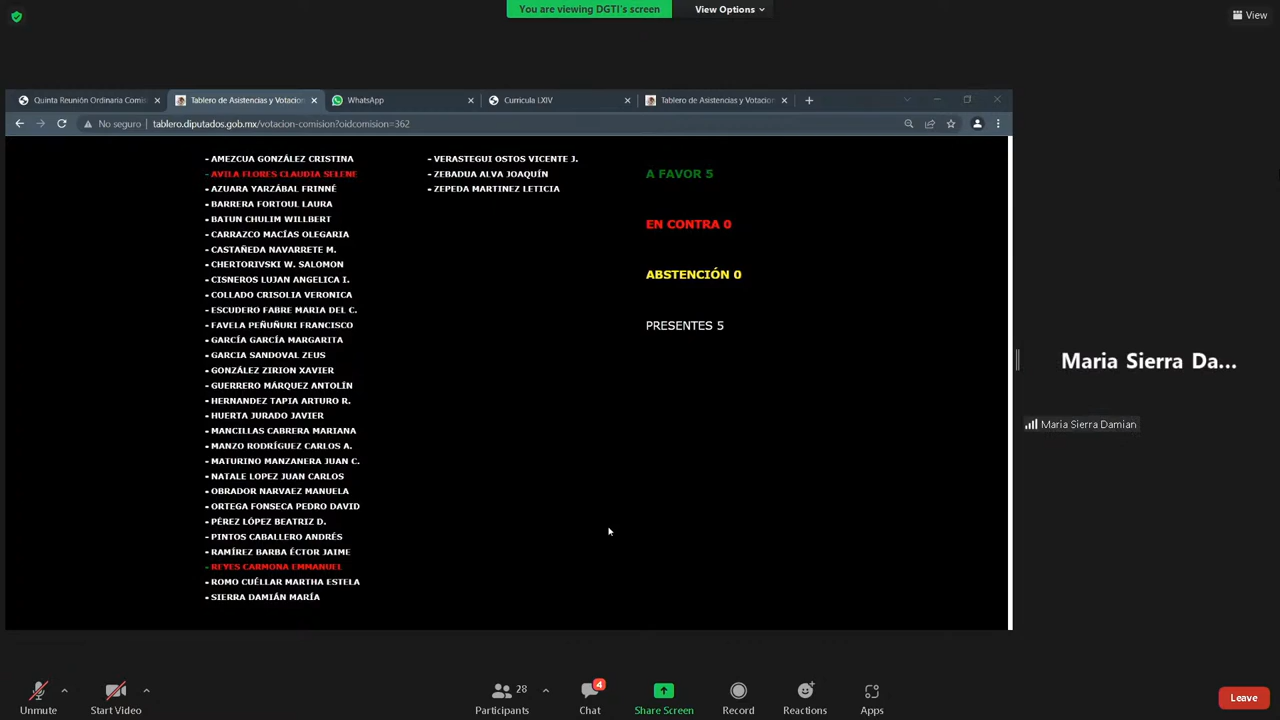 You are viewing DGTI's screen
View Options
View
Quinta Reunión Ordinaria Comi
Tablero de Asistencias y Votacion
WhatsApp
Curricula LXIV
Tablero de Asistencias y Votacion
No seguro | tablero.diputados.gob.mx/votacion-comision?oidcomision=362
- AMEZCUA GONZÁLEZ CRISTINA
- AVILA FLORES CLAUDIA SELENE
- AZUARA YARZÁBAL FRINNÉ
- BARRERA FORTOUL LAURA
- BATUN CHULIM WILLBERT
- CARRAZCO MACÍAS OLEGARIA
- CASTAÑEDA NAVARRETE M.
- CHERTORIVSKI W. SALOMON
- CISNEROS LUJAN ANGELICA I.
- COLLADO CRISOLIA VERONICA
- ESCUDERO FABRE MARIA DEL C.
- FAVELA PEÑUÑURI FRANCISCO
- GARCÍA GARCÍA MARGARITA
- GARCIA SANDOVAL ZEUS
- GONZÁLEZ ZIRION XAVIER
- GUERRERO MÁRQUEZ ANTOLÍN
- HERNANDEZ TAPIA ARTURO R.
- HUERTA JURADO JAVIER
- MANCILLAS CABRERA MARIANA
- MANZO RODRÍGUEZ CARLOS A.
- MATURINO MANZANERA JUAN C.
- NATALE LOPEZ JUAN CARLOS
- OBRADOR NARVAEZ MANUELA
- ORTEGA FONSECA PEDRO DAVID
- PÉREZ LÓPEZ BEATRIZ D.
- PINTOS CABALLERO ANDRÉS
- RAMÍREZ BARBA ÉCTOR JAIME
- REYES CARMONA EMMANUEL
- ROMO CUÉLLAR MARTHA ESTELA
- SIERRA DAMIÁN MARÍA
- VERASTEGUI OSTOS VICENTE J.
- ZEBADUA ALVA JOAQUÍN
- ZEPEDA MARTINEZ LETICIA
A FAVOR 5
EN CONTRA 0
ABSTENCIÓN 0
PRESENTES 5
Maria Sierra Da...
Maria Sierra Damian
Unmute
Start Video
28
Participants
4
Chat
Share Screen
Record
Reactions
Apps
Leave